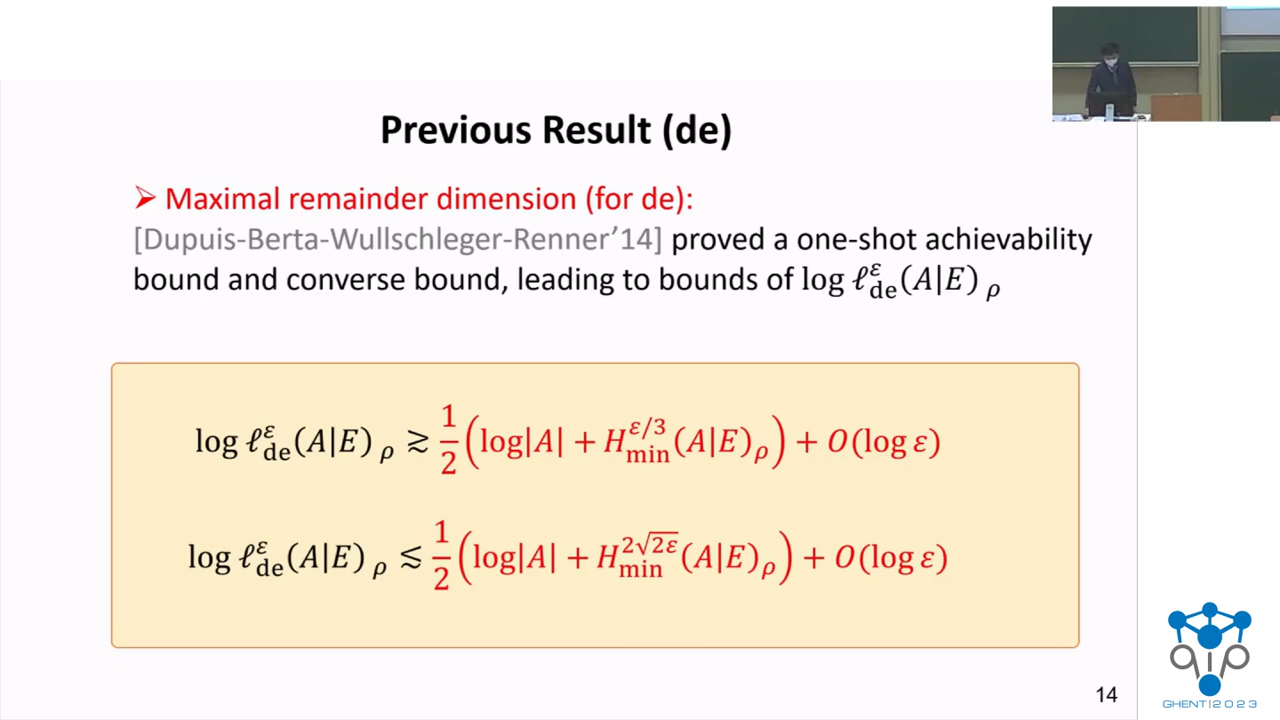 Previous Result (de)
➢ Maximal remainder dimension (for de):
[Dupuis-Berta-Wullschleger-Renner’14] proved a one-shot achievability
bound and converse bound, leading to bounds of log ℓ^ε_de(A|E)_ρ
log ℓ^ε_de(A|E)_ρ ≳ 1/2 (log|A| + H^{ε/3}_min(A|E)_ρ) + O(log ε)
log ℓ^ε_de(A|E)_ρ ≲ 1/2 (log|A| + H^{2√2ε}_min(A|E)_ρ) + O(log ε)
14
qip
GHENT|2023